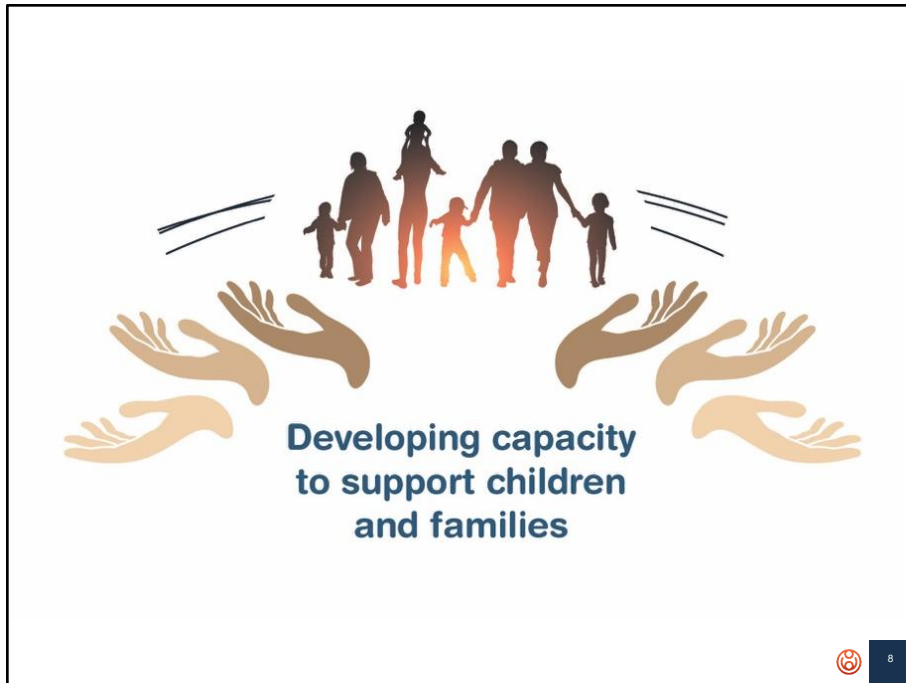 Developing capacity
to support children
and families
8